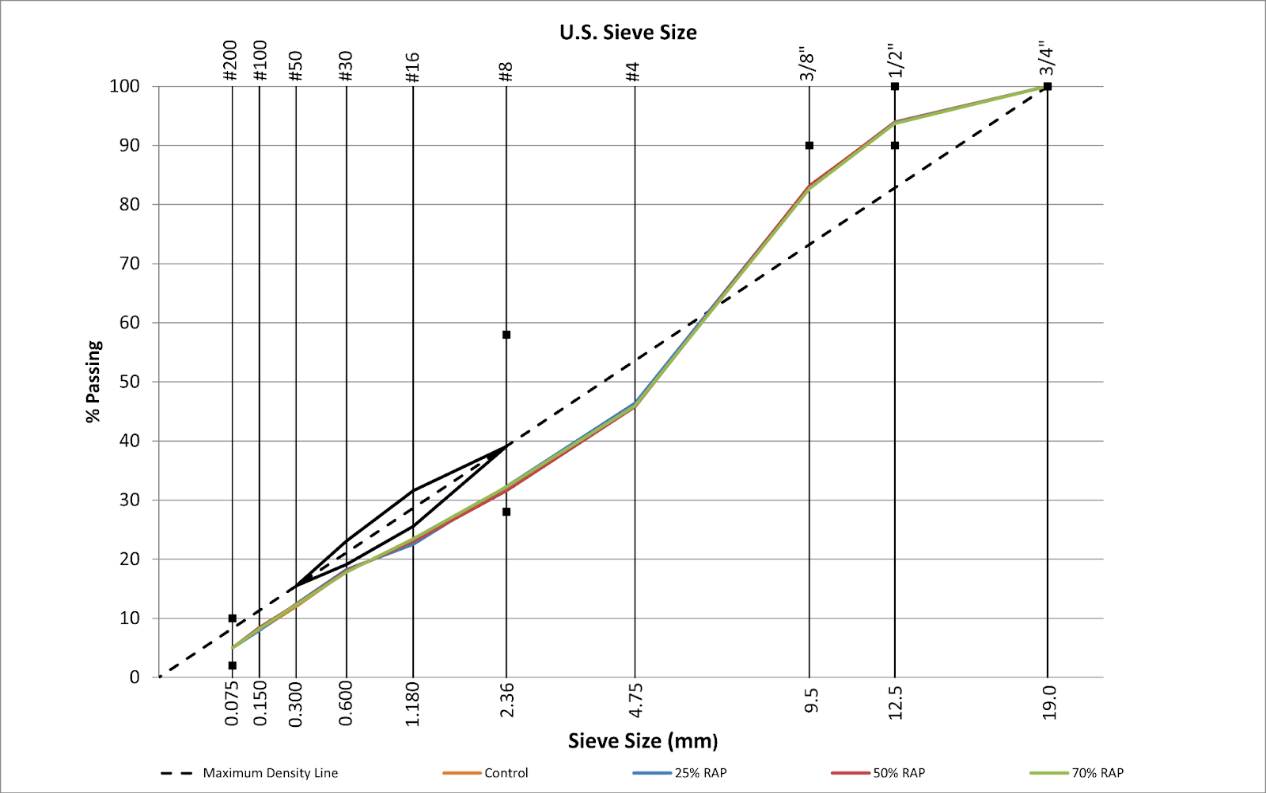 U.S. Sieve Size
#200 #100 #50 #30 #16 #8 #4 3/8" 1/2" 3/4"
100
90
80
70
60
50
40
30
20
10
0
% Passing
0.075 0.150 0.300 0.600 1.180 2.36 4.75 9.5 12.5 19.0
Sieve Size (mm)
Maximum Density Line Control 25% RAP 50% RAP 70% RAP